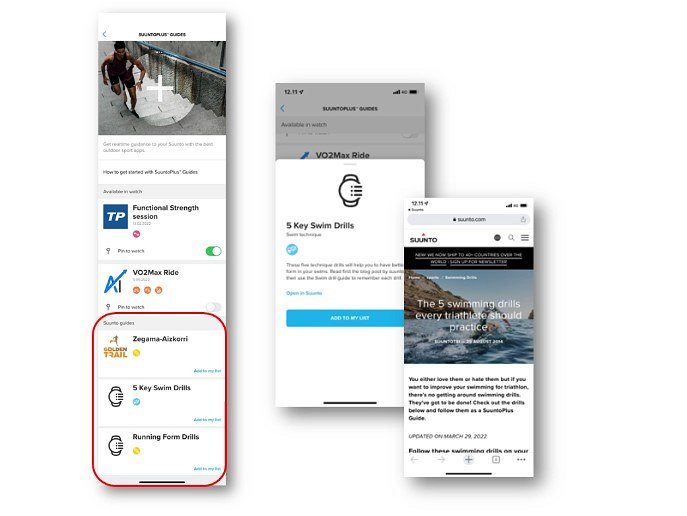 SUUNTOPLUS™ GUIDES
Get realtime guidance to your Suunto with the best
outdoor sport apps.
How to get started with SuuntoPlus™ Guides
Available in watch
TP
Functional Strength
session
Pin to watch
AI
VO2Max Ride
Pin to watch
Suunto guides
GOLDEN
TRAIL
Zegama-Aizkorri
Add to my list
5 Key Swim Drills
Add to my list
Running Form Drills
Add to my list
12.11
4G
SUUNTOPLUS™ GUIDES
Available in watch
Pin to watch
VO2Max Ride
5 Key Swim Drills
Swim technique
These five technique drills will help you to have better
form in your swims. Read first the blog post by suunto
then use the Swim drill guide to remember each drill
Open in Suunto
ADD TO MY LIST
12.11
4G
Suunto
suunto.com
SUUNTO
NEW! WE NOW SHIP TO 40+ COUNTRIES OVER THE
WORLD | SIGN UP FOR NEWSLETTER
Home › Sports › Swimming Drills
The 5 swimming drills
every triathlete should
practice
SUUNTOTRI — 29 AUGUST 2014
You either love them or hate them but if you
want to improve your swimming for triathlon,
there's no getting around swimming drills.
They've got to be done! Check out the drills
below and follow them as a SuuntoPlus
Guide.
UPDATED ON MARCH 29, 2022
Follow these swimming drills on your